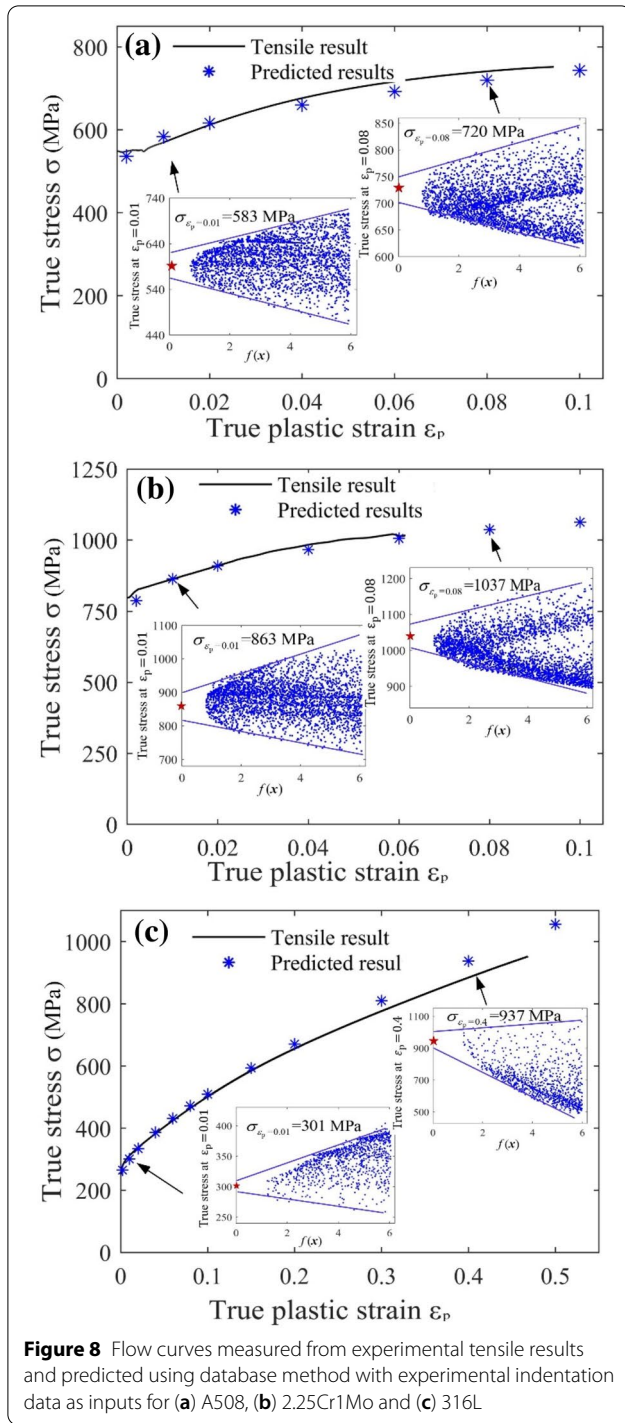 (a)
Tensile result
Predicted results
True stress σ (MPa)
800
600
400
200
0
0
0.02
0.04
0.06
0.08
0.1
True plastic strain εₚ
σεₚ=0.01=583 MPa
True stress at εₚ=0.01
740
640
540
440
0
2
4
6
f(x)
σεₚ=0.08=720 MPa
True stress at εₚ=0.08
850
800
750
700
650
600
0
2
4
6
f(x)
(b)
Tensile result
Predicted results
True stress σ (MPa)
1250
1000
750
500
250
0
0
0.02
0.04
0.06
0.08
0.1
True plastic strain εₚ
σεₚ=0.01=863 MPa
True stress at εₚ=0.01
1100
1000
900
800
700
0
2
4
6
f(x)
σεₚ=0.08=1037 MPa
True stress at εₚ=0.08
1200
1100
1000
900
0
2
4
6
f(x)
(c)
Tensile result
Predicted resul
True stress σ (MPa)
1000
800
600
400
200
0
0
0.1
0.2
0.3
0.4
0.5
True plastic strain εₚ
σεₚ=0.01=301 MPa
True stress at εₚ=0.01
400
350
300
250
0
2
4
6
f(x)
σεₚ=0.4=937 MPa
True stress at εₚ=0.4
1100
900
700
500
0
2
4
6
f(x)
Figure 8 Flow curves measured from experimental tensile results
and predicted using database method with experimental indentation
data as inputs for (a) A508, (b) 2.25Cr1Mo and (c) 316L